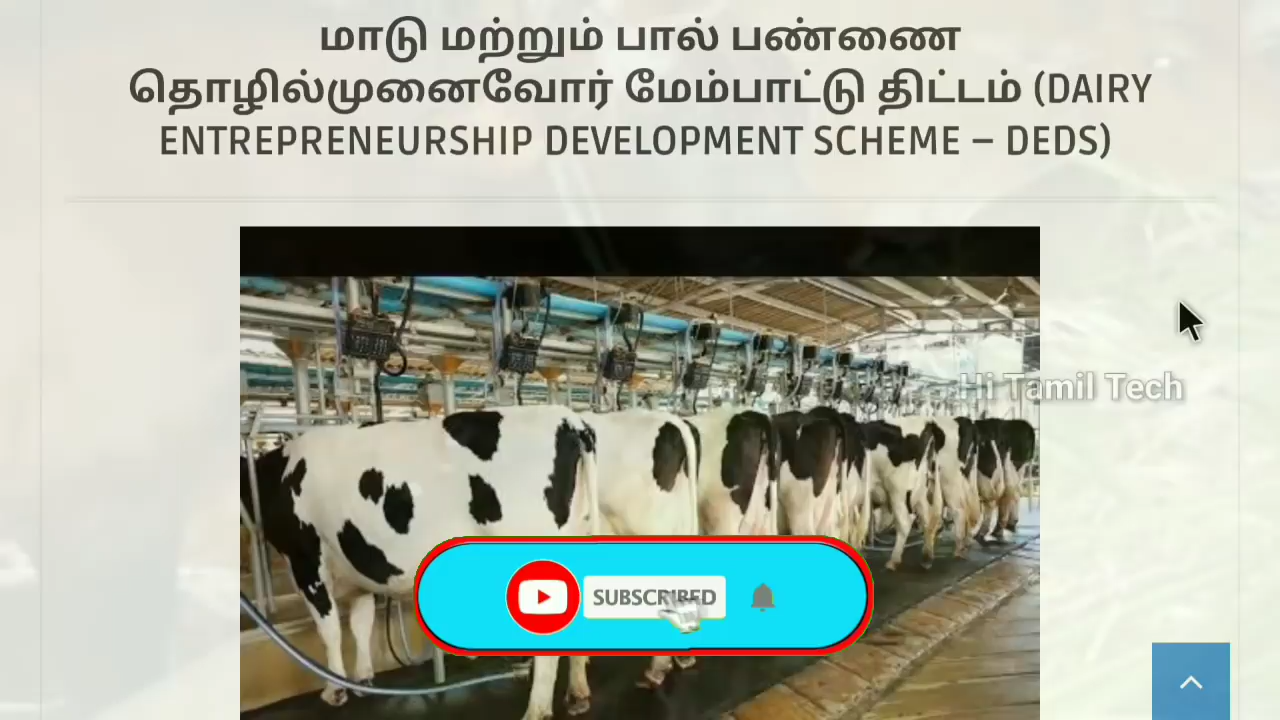 மாடு மற்றும் பால் பண்ணை
தொழில்முனைவோர் மேம்பாட்டு திட்டம் (DAIRY
ENTREPRENEURSHIP DEVELOPMENT SCHEME – DEDS)
Hi Tamil Tech
SUBSCRIBED